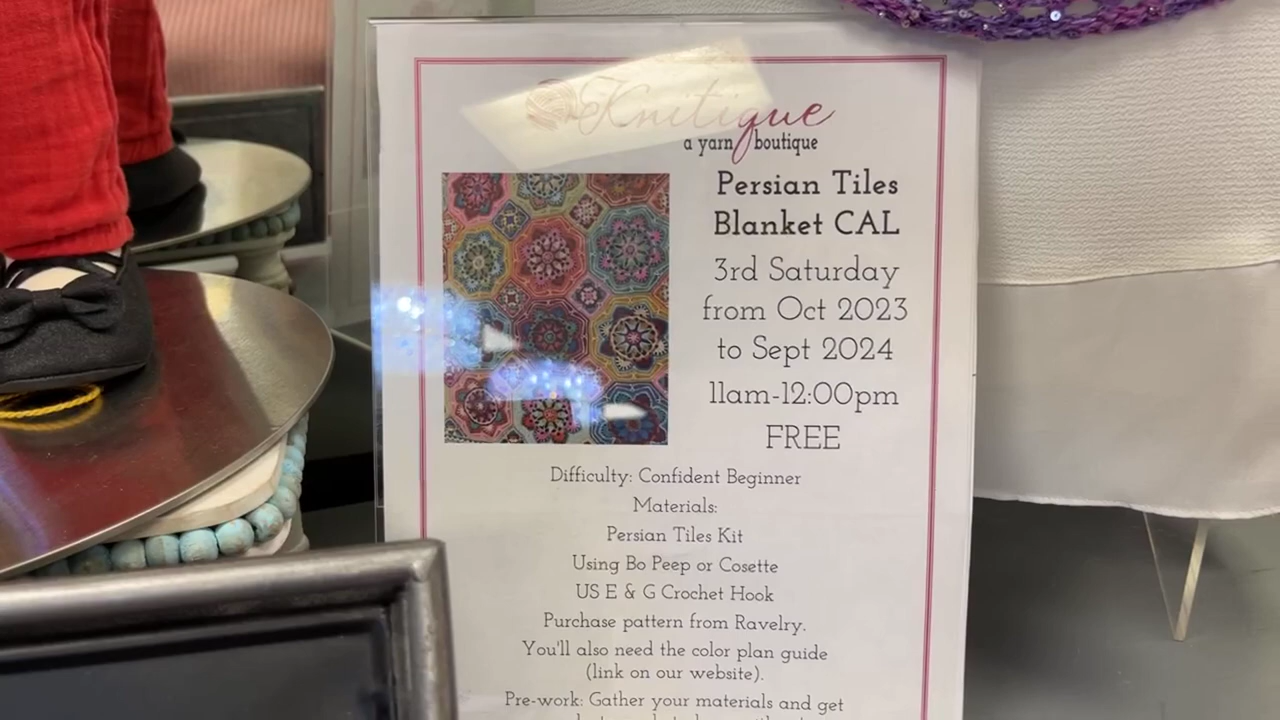 Knitique
a yarn boutique
Persian Tiles
Blanket CAL
3rd Saturday
from Oct 2023
to Sept 2024
11am-12:00pm
FREE
Difficulty: Confident Beginner
Materials:
Persian Tiles Kit
Using Bo Peep or Cosette
US E & G Crochet Hook
Purchase pattern from Ravelry.
You'll also need the color plan guide
(link on our website).
Pre-work: Gather your materials and get